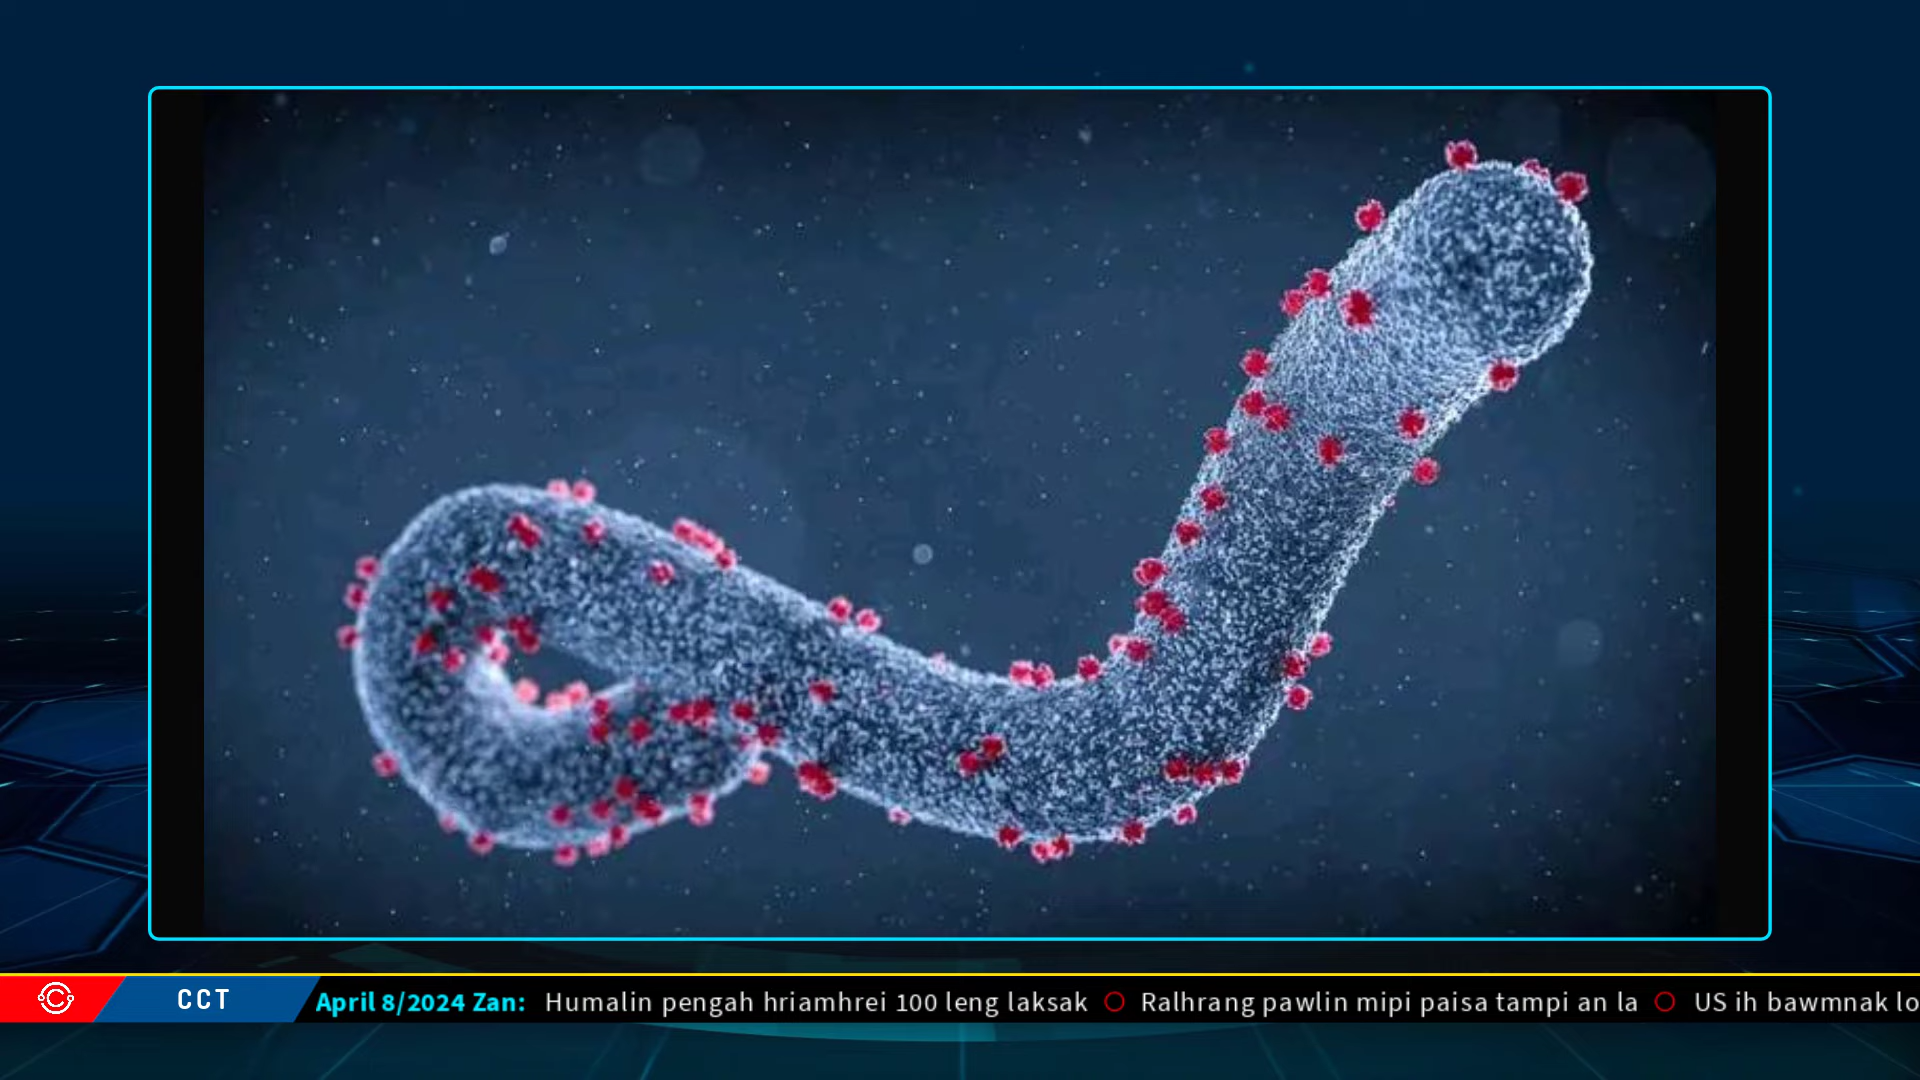 CCT
April 8/2024 Zan: Humalin pengah hriamhrei 100 leng laksak Ralhrang pawlin mipi paisa tampi an la US ih bawmnak lo